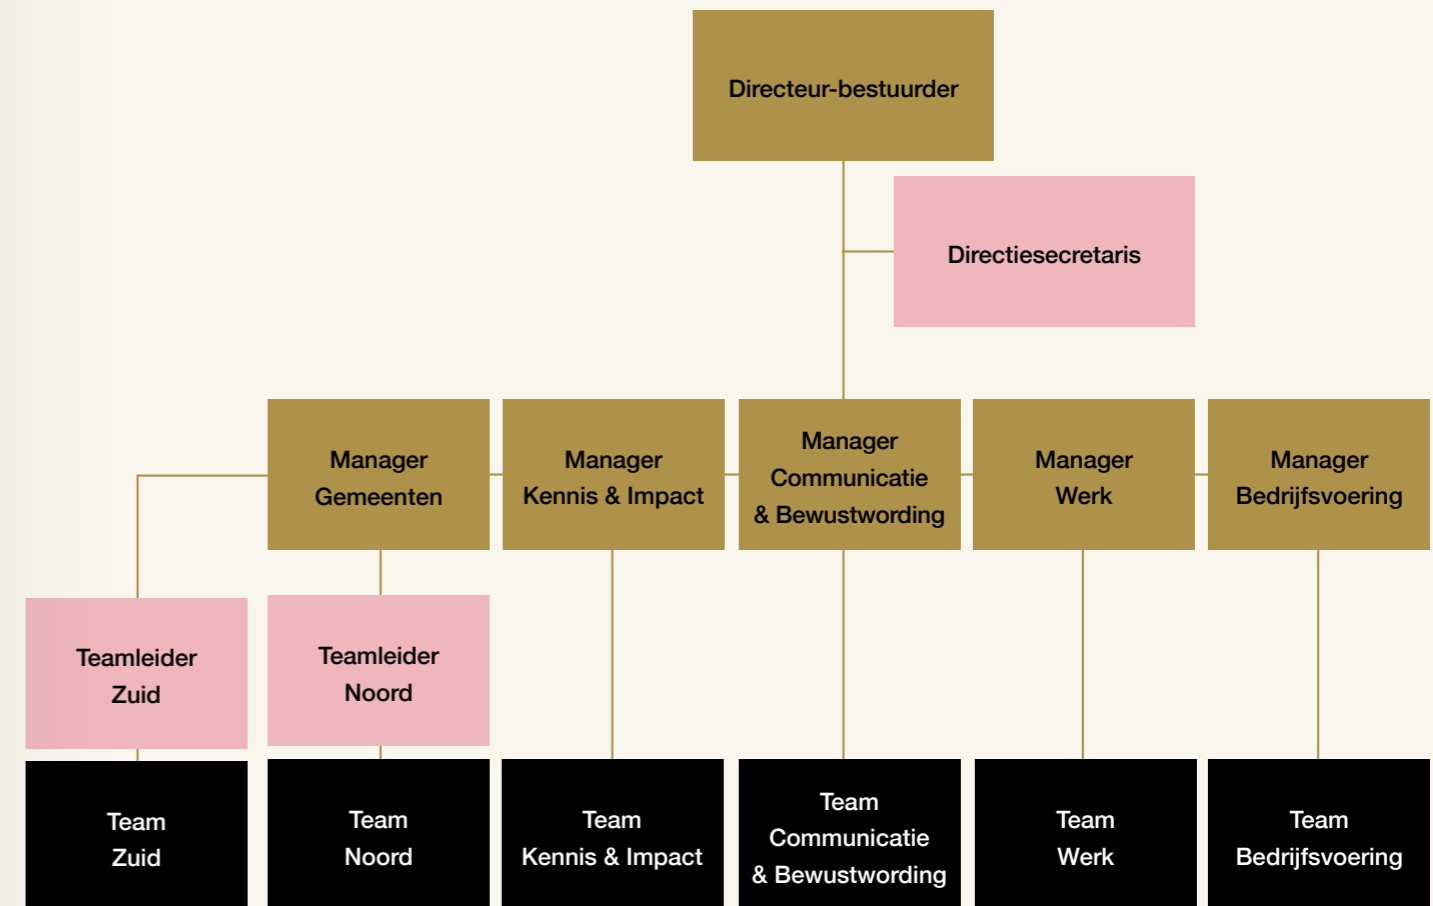 Directeur-bestuurder
Directiesecretaris
Manager
Gemeenten
Manager
Kennis & Impact
Manager
Communicatie
& Bewustwording
Manager
Werk
Manager
Bedrijfsvoering
Teamleider
Zuid
Teamleider
Noord
Team
Zuid
Team
Noord
Team
Kennis & Impact
Team
Communicatie
& Bewustwording
Team
Werk
Team
Bedrijfsvoering